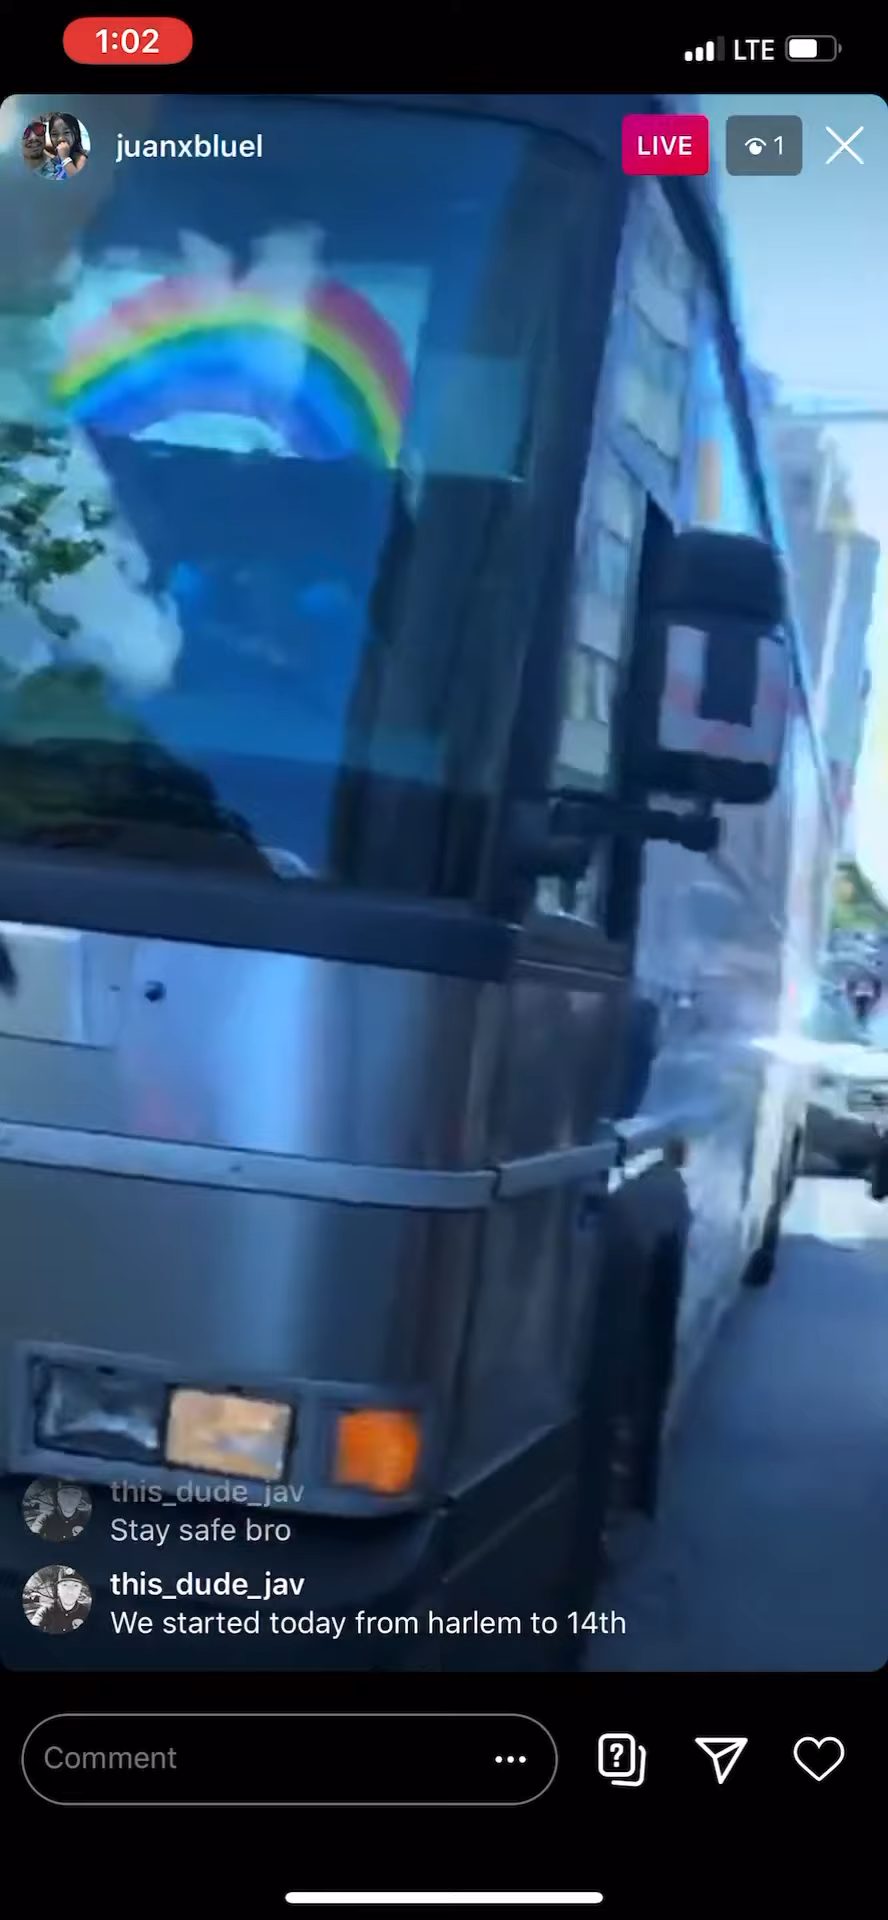 1:02
LTE
juanxbluel
LIVE
1
this_dude_jav
Stay safe bro
this_dude_jav
We started today from harlem to 14th
Comment